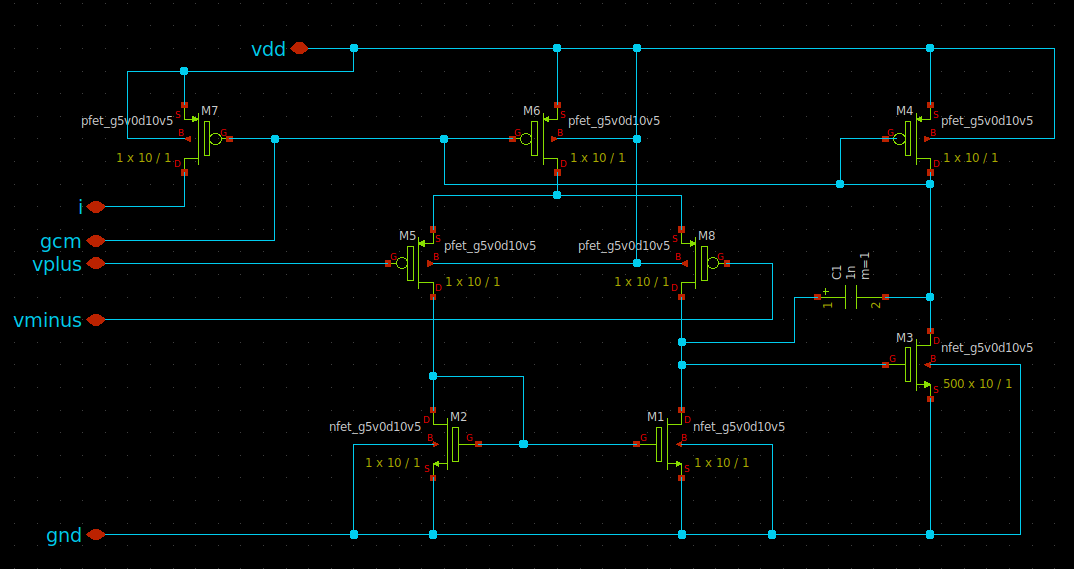 vdd
M7
M6
M4
S
S
S
pfet_g5v0d10v5
pfet_g5v0d10v5
pfet_g5v0d10v5
B
G
G
B
G
B
1 x 10 / 1
D
D
1 x 10 / 1
D
1 x 10 / 1
i
gcm
M5
M8
S
S
pfet_g5v0d10v5
pfet_g5v0d10v5
vplus
G
B
B
G
C1
1n
m=1
D
1 x 10 / 1
1 x 10 / 1
D
+
1
2
vminus
M3
D
nfet_g5v0d10v5
G
B
500 x 10 / 1
S
M2
M1
D
D
nfet_g5v0d10v5
nfet_g5v0d10v5
B
G
G
B
1 x 10 / 1
S
S
1 x 10 / 1
gnd